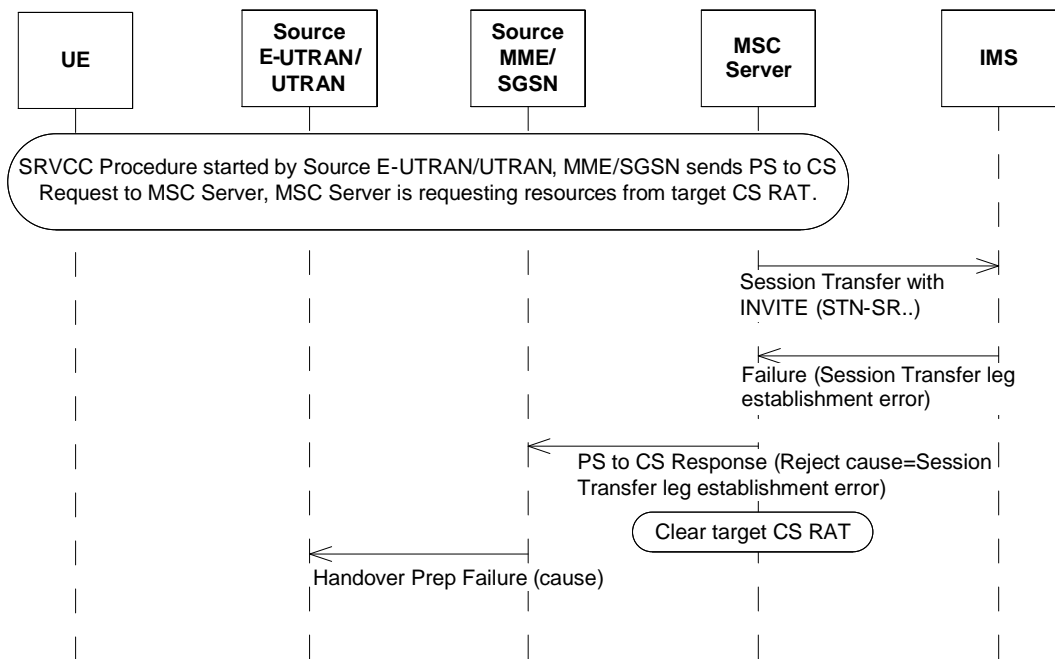 UE
Source
E-UTRAN/
UTRAN
Source
MME/
SGSN
MSC
Server
IMS
SRVCC Procedure started by Source E-UTRAN/UTRAN, MME/SGSN sends PS to CS
Request to MSC Server, MSC Server is requesting resources from target CS RAT.
Session Transfer with
INVITE (STN-SR..)
Failure (Session Transfer leg
establishment error)
PS to CS Response (Reject cause=Session
Transfer leg establishment error)
Clear target CS RAT
Handover Prep Failure (cause)